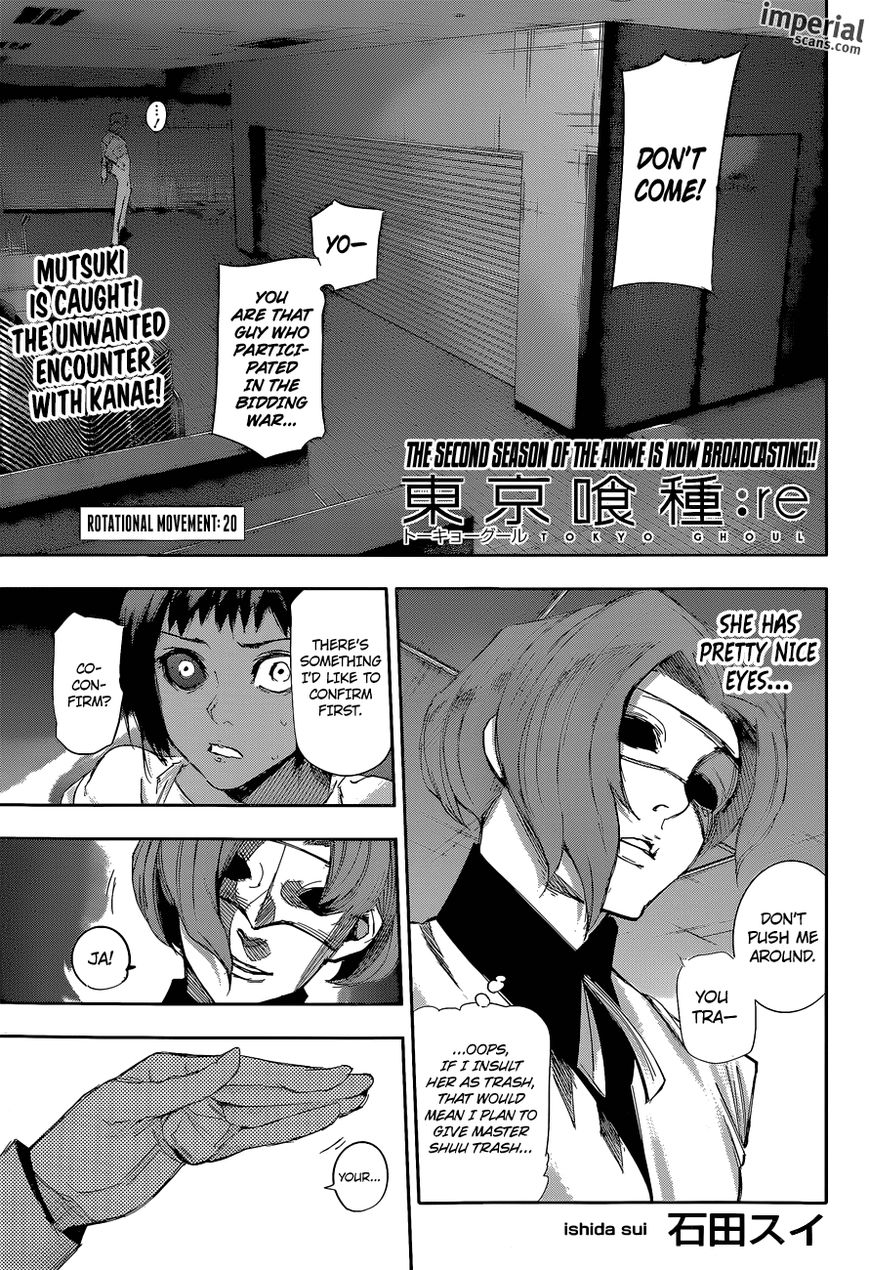 imperial
scans.com
DON'T
COME!
...!
YO—
YOU
ARE THAT
GUY WHO
PARTICI-
PATED
IN THE
BIDDING
WAR...
MUTSUKI
IS CAUGHT!
THE UNWANTED
ENCOUNTER
WITH KANAE!
THE SECOND SEASON OF THE ANIME IS NOW BROADCASTING!!
東京喰種:re
トーキョーグール TOKYO GHOUL
ROTATIONAL MOVEMENT: 20
SHE HAS
PRETTY NICE
EYES...
DON'T
PUSH ME
AROUND.
YOU
TRA—
...OOPS,
IF I INSULT
HER AS TRASH,
THAT WOULD
MEAN I PLAN TO
GIVE MASTER
SHUU TRASH...
THERE'S
SOMETHING
I'D LIKE TO
CONFIRM
FIRST.
CO-
CON-
FIRM?
JA!
YOUR...
ishida sui 石田スイ